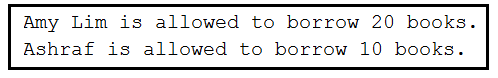 Amy Lim is allowed to borrow 20 books.
Ashraf is allowed to borrow 10 books.